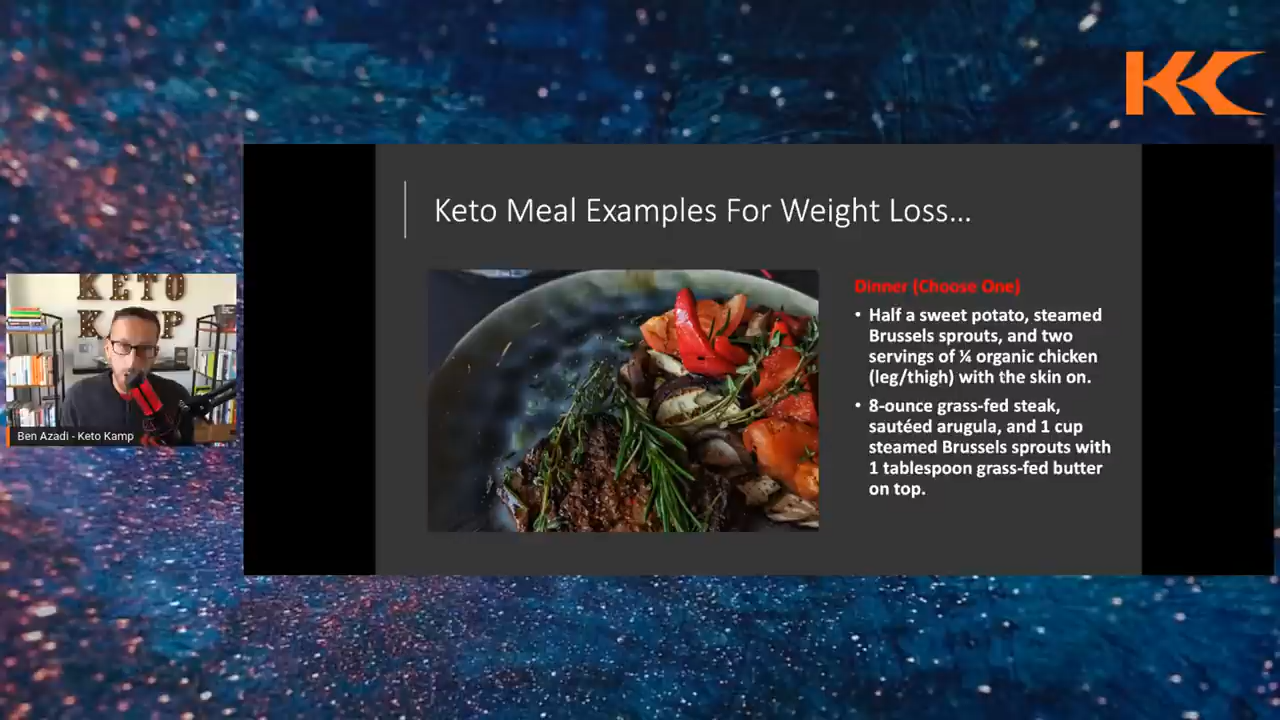 KC
Keto Meal Examples For Weight Loss...
Dinner (Choose One)
• Half a sweet potato, steamed
Brussels sprouts, and two
servings of ¼ organic chicken
(leg/thigh) with the skin on.
• 8-ounce grass-fed steak,
sautéed arugula, and 1 cup
steamed Brussels sprouts with
1 tablespoon grass-fed butter
on top.
KETO
KAMP
Ben Azadi - Keto Kamp